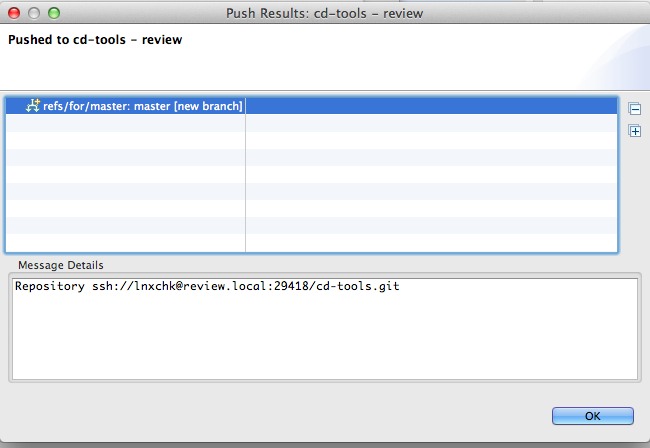 Push Results: cd-tools - review
Pushed to cd-tools - review
refs/for/master: master [new branch]
Message Details
Repository ssh://lnxchk@review.local:29418/cd-tools.git
OK